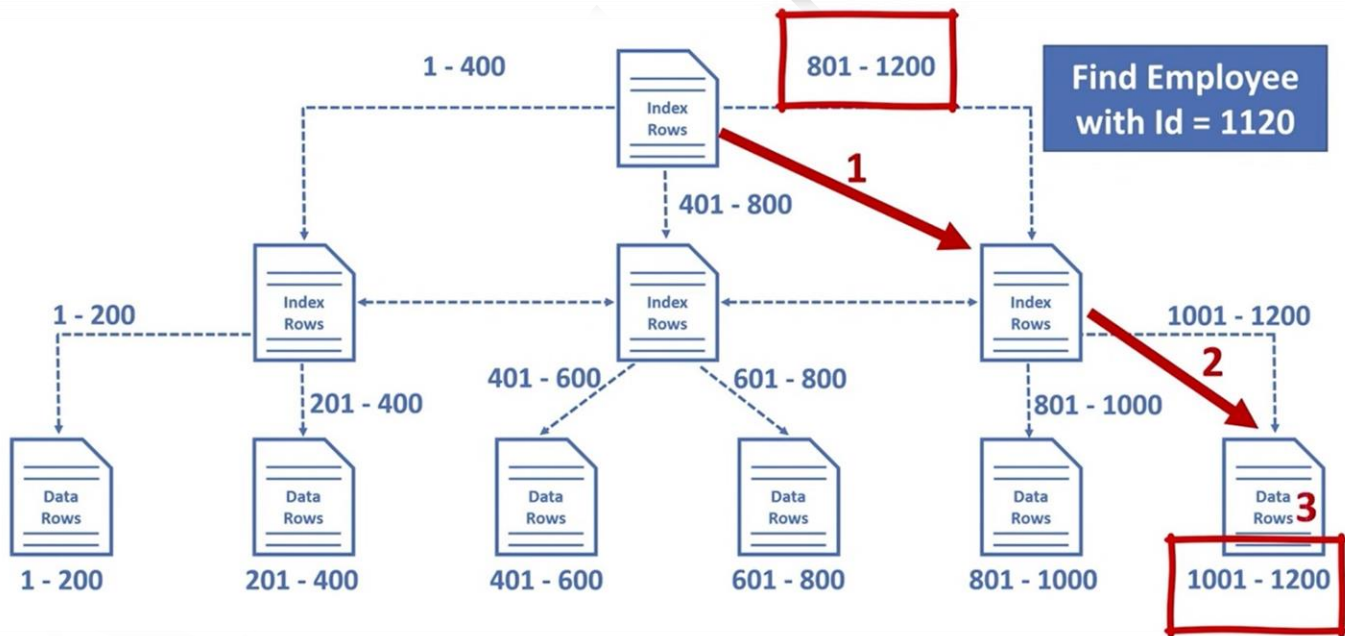 1 - 400
801 - 1200
Find Employee
with Id = 1120
Index
Rows
1
401 - 800
Index
Rows
Index
Rows
Index
Rows
1 - 200
1001 - 1200
2
401 - 600
601 - 800
201 - 400
801 - 1000
Data
Rows
Data
Rows
Data
Rows
Data
Rows
Data
Rows
Data
Rows
3
1 - 200
201 - 400
401 - 600
601 - 800
801 - 1000
1001 - 1200